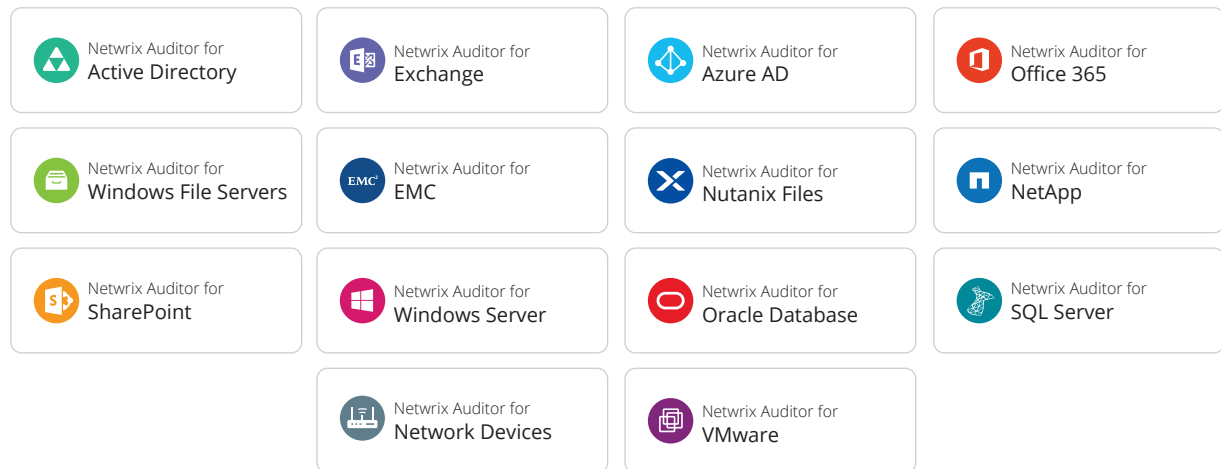 Netwrix Auditor for
Active Directory
Netwrix Auditor for
Exchange
Netwrix Auditor for
Azure AD
Netwrix Auditor for
Office 365
Netwrix Auditor for
Windows File Servers
EMC²
Netwrix Auditor for
EMC
Netwrix Auditor for
Nutanix Files
Netwrix Auditor for
NetApp
S
Netwrix Auditor for
SharePoint
Netwrix Auditor for
Windows Server
Netwrix Auditor for
Oracle Database
Netwrix Auditor for
SQL Server
Netwrix Auditor for
Network Devices
Netwrix Auditor for
VMware